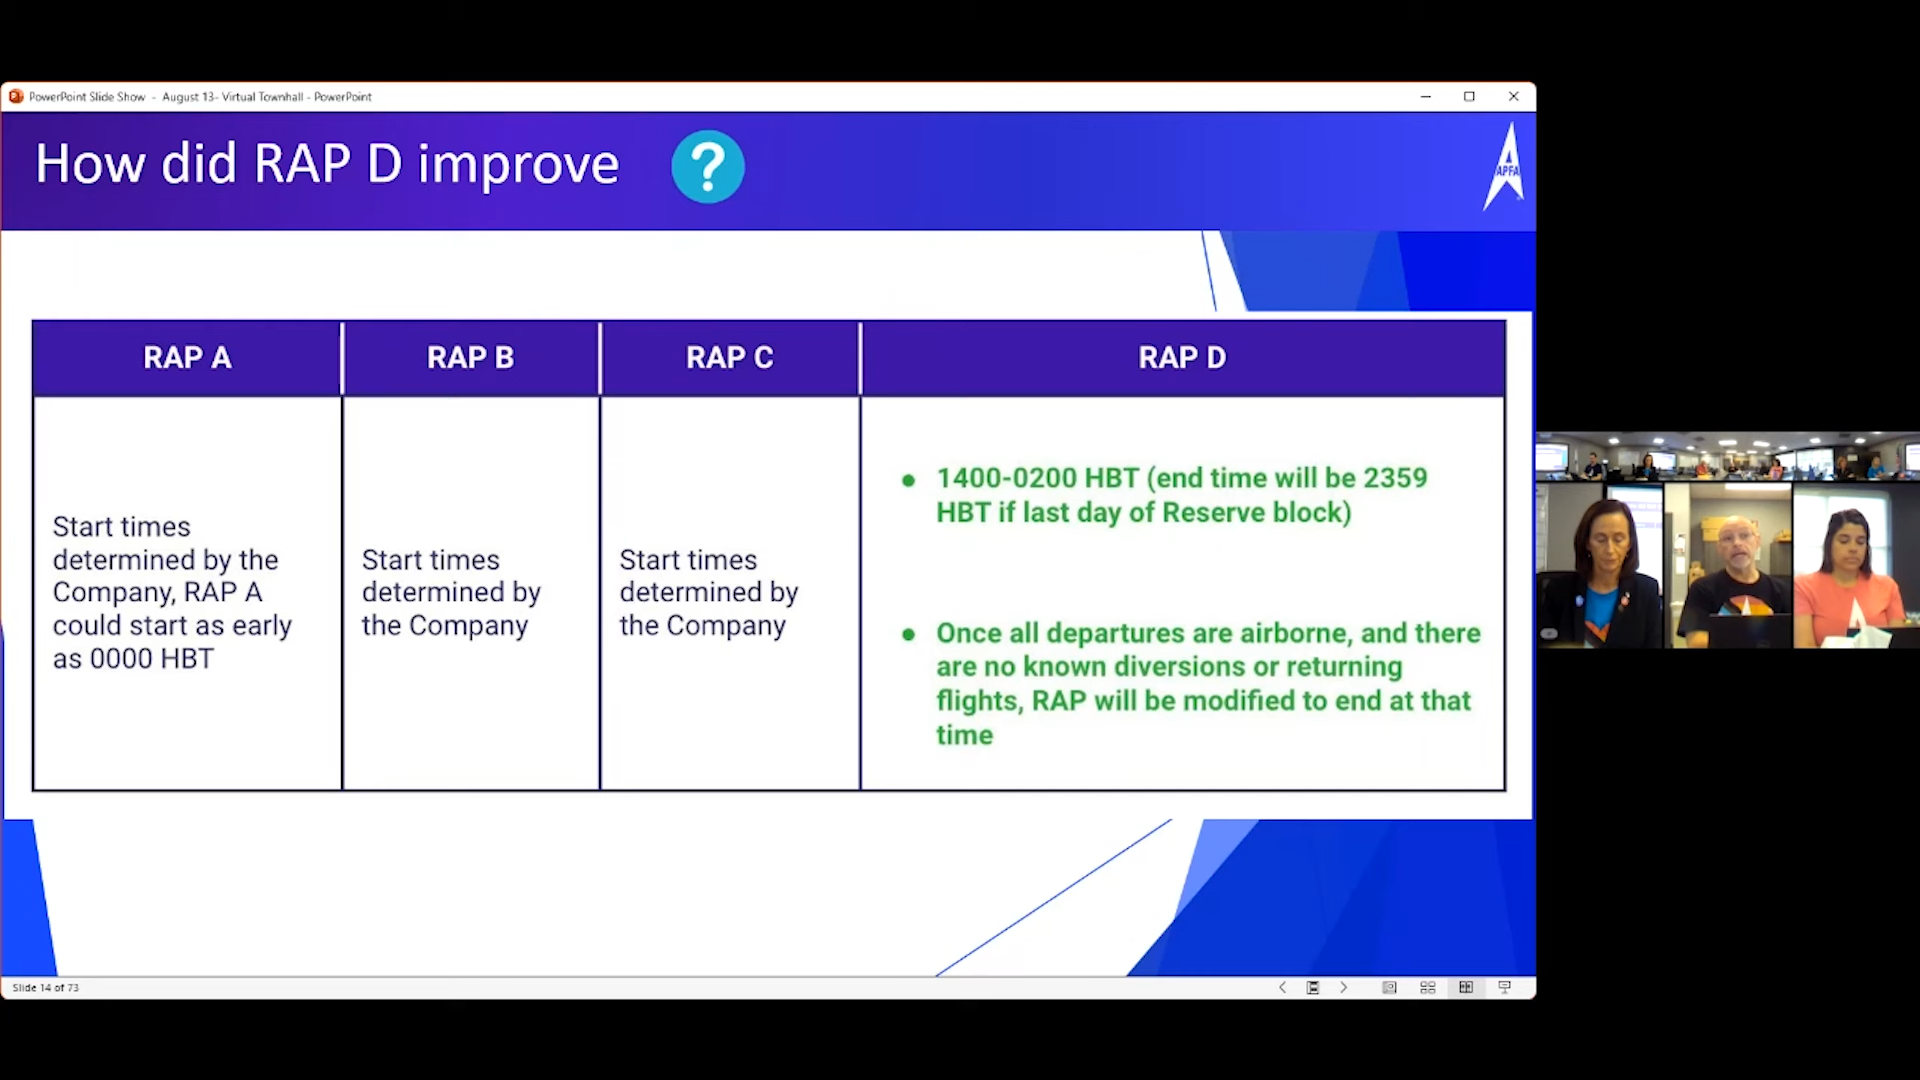 PowerPoint Slide Show - August 13- Virtual Townhall - PowerPoint
How did RAP D improve
?
APFA
RAP A
RAP B
RAP C
RAP D
Start times
determined by the
Company, RAP A
could start as early
as 0000 HBT
Start times
determined by
the Company
Start times
determined by
the Company
• 1400-0200 HBT (end time will be 2359
HBT if last day of Reserve block)
• Once all departures are airborne, and there
are no known diversions or returning
flights, RAP will be modified to end at that
time
Slide 14 of 73